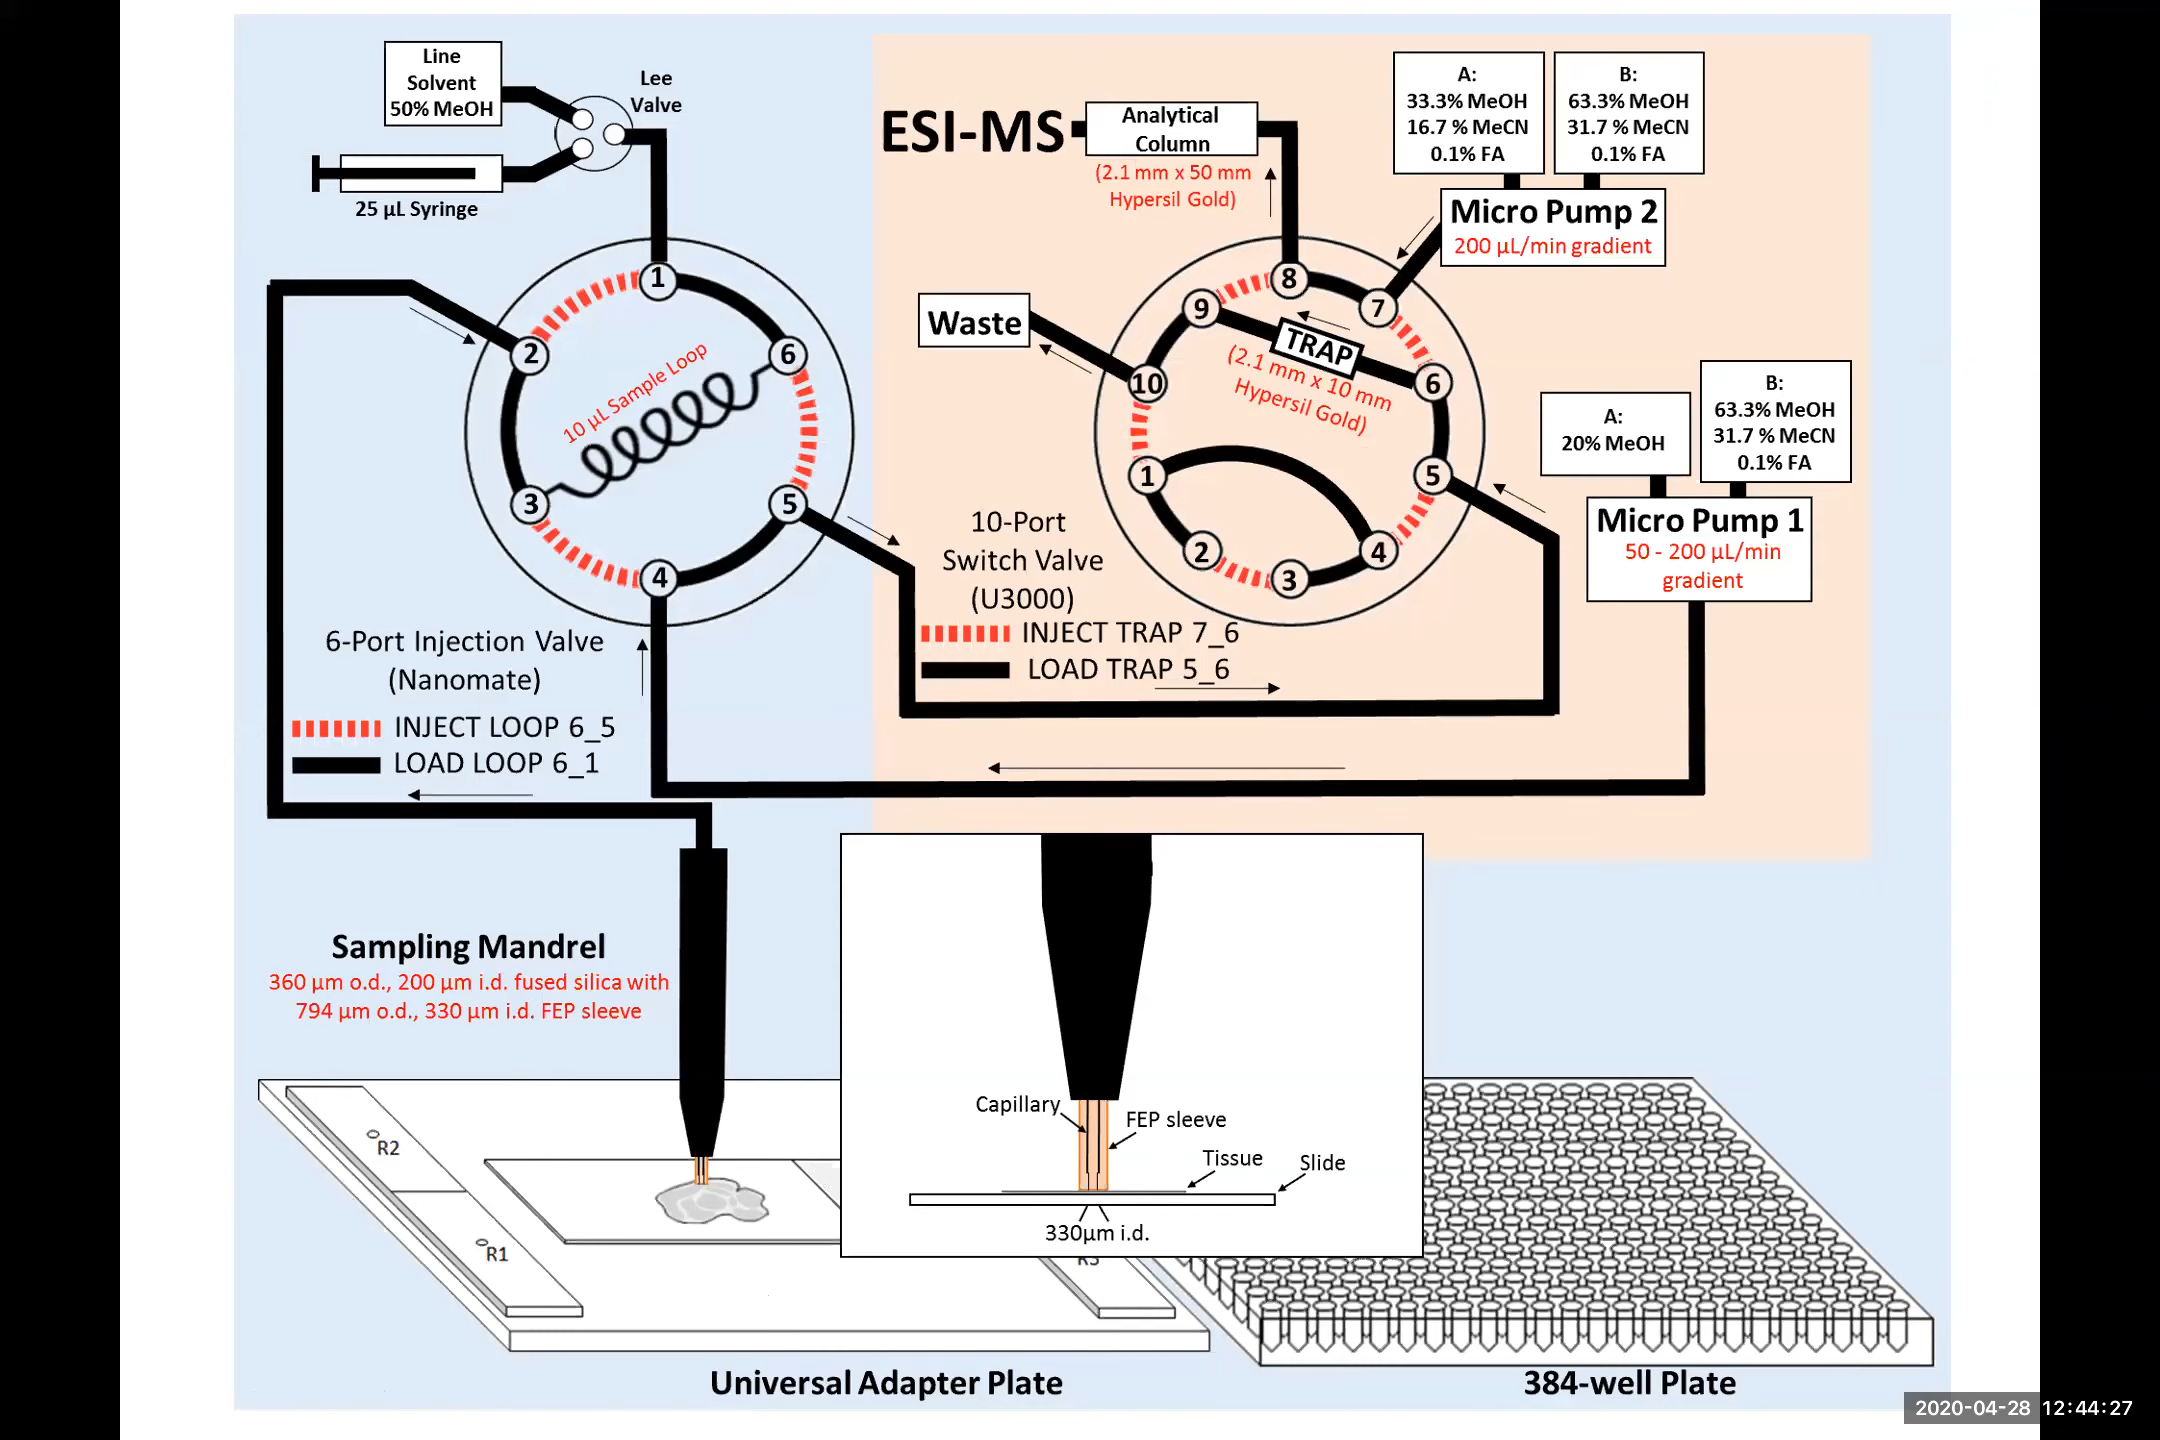 Line
Solvent
50% MeOH
Lee
Valve
25 µL Syringe
1
2
3
4
5
6
10 µL Sample Loop
6-Port Injection Valve
(Nanomate)
INJECT LOOP 6_5
LOAD LOOP 6_1
ESI-MS
Analytical
Column
(2.1 mm x 50 mm
Hypersil Gold)
A:
33.3% MeOH
16.7 % MeCN
0.1% FA
B:
63.3% MeOH
31.7 % MeCN
0.1% FA
Micro Pump 2
200 µL/min gradient
Waste
8
7
9
10
6
5
1
2
3
4
TRAP
(2.1 mm x 10 mm
Hypersil Gold)
10-Port
Switch Valve
(U3000)
INJECT TRAP 7_6
LOAD TRAP 5_6
A:
20% MeOH
B:
63.3% MeOH
31.7 % MeCN
0.1% FA
Micro Pump 1
50 - 200 µL/min
gradient
Sampling Mandrel
360 µm o.d., 200 µm i.d. fused silica with
794 µm o.d., 330 µm i.d. FEP sleeve
Capillary
FEP sleeve
Tissue
Slide
330µm i.d.
R2
R1
Universal Adapter Plate
384-well Plate
2020-04-28 12:44:27